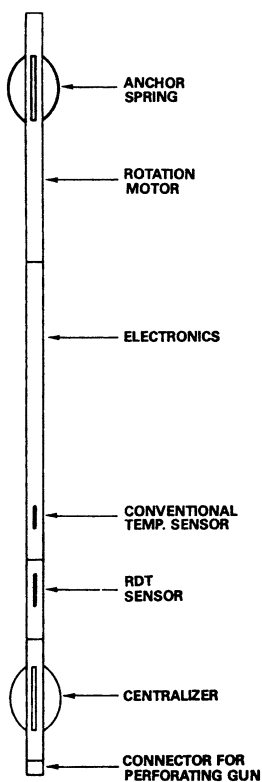 ANCHOR
SPRING
ROTATION
MOTOR
ELECTRONICS
CONVENTIONAL
TEMP. SENSOR
RDT
SENSOR
CENTRALIZER
CONNECTOR FOR
PERFORATING GUN